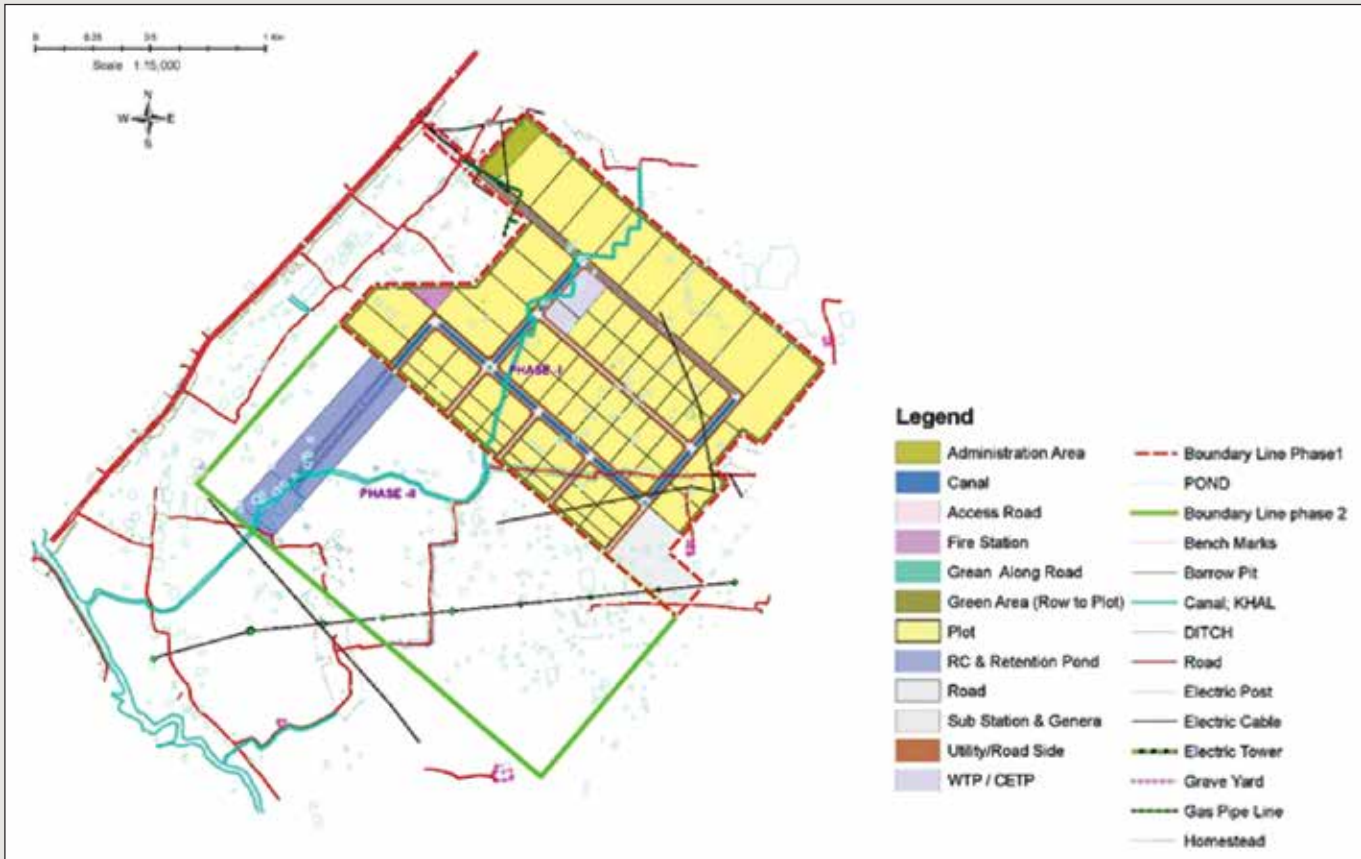 0 0.25 0.5 1 Km
Scale 1:15,000
N
W E
S
PHASE -I
PHASE -II
Legend
Administration Area
Canal
Access Road
Fire Station
Grean Along Road
Green Area (Row to Plot)
Plot
RC & Retention Pond
Road
Sub Station & Genera
Utility/Road Side
WTP / CETP
Boundary Line Phase1
POND
Boundary Line phase 2
Bench Marks
Barrow Pit
Canal; KHAL
DITCH
Road
Electric Post
Electric Cable
Electric Tower
Grave Yard
Gas Pipe Line
Homestead